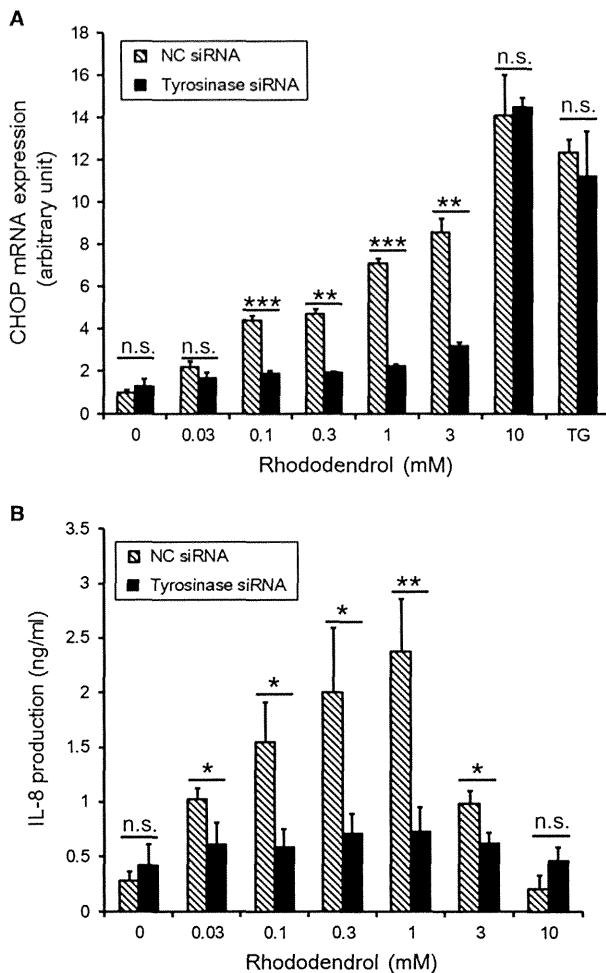 A
NC siRNA
Tyrosinase siRNA
CHOP mRNA expression
(arbitrary unit)
18
16
14
12
10
8
6
4
2
0
n.s.
n.s.
***
**
***
**
n.s.
n.s.
0 0.03 0.1 0.3 1 3 10 TG
Rhododendrol (mM)
B
NC siRNA
Tyrosinase siRNA
IL-8 production (ng/ml)
3.5
3
2.5
2
1.5
1
0.5
0
n.s.
*
*
*
**
*
n.s.
0 0.03 0.1 0.3 1 3 10
Rhododendrol (mM)